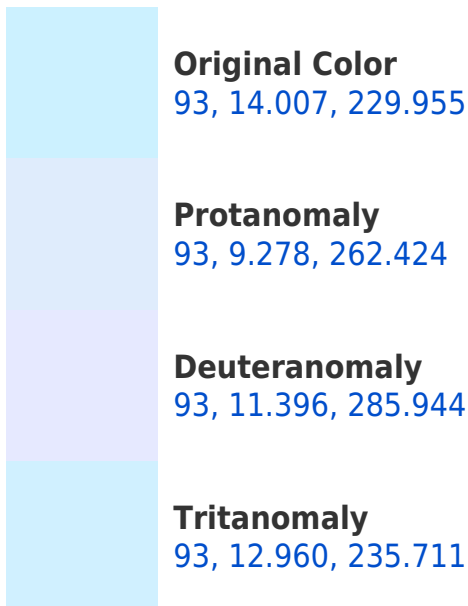 Original Color
93, 14.007, 229.955
Protanomaly
93, 9.278, 262.424
Deuteranomaly
93, 11.396, 285.944
Tritanomaly
93, 12.960, 235.711